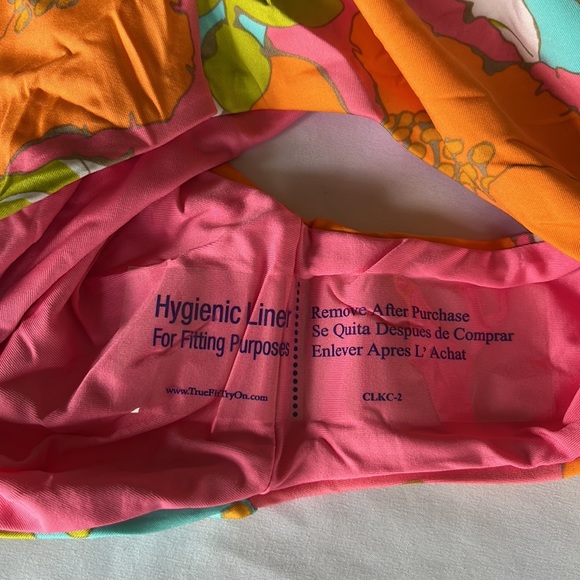 Hygienic Liner
For Fitting Purposes
www.TrueFitTryOn.com
Remove After Purchase
Se Quita Despues de Comprar
Enlever Apres L' Achat
CLKC-2